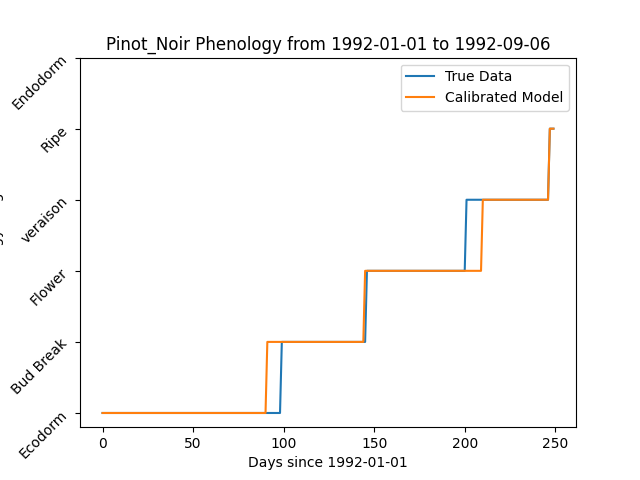 Pinot_Noir Phenology from 1992-01-01 to 1992-09-06
True Data
Calibrated Model
Endodorm
Ripe
veraison
Flower
Bud Break
Ecodorm
0 50 100 150 200 250
Days since 1992-01-01